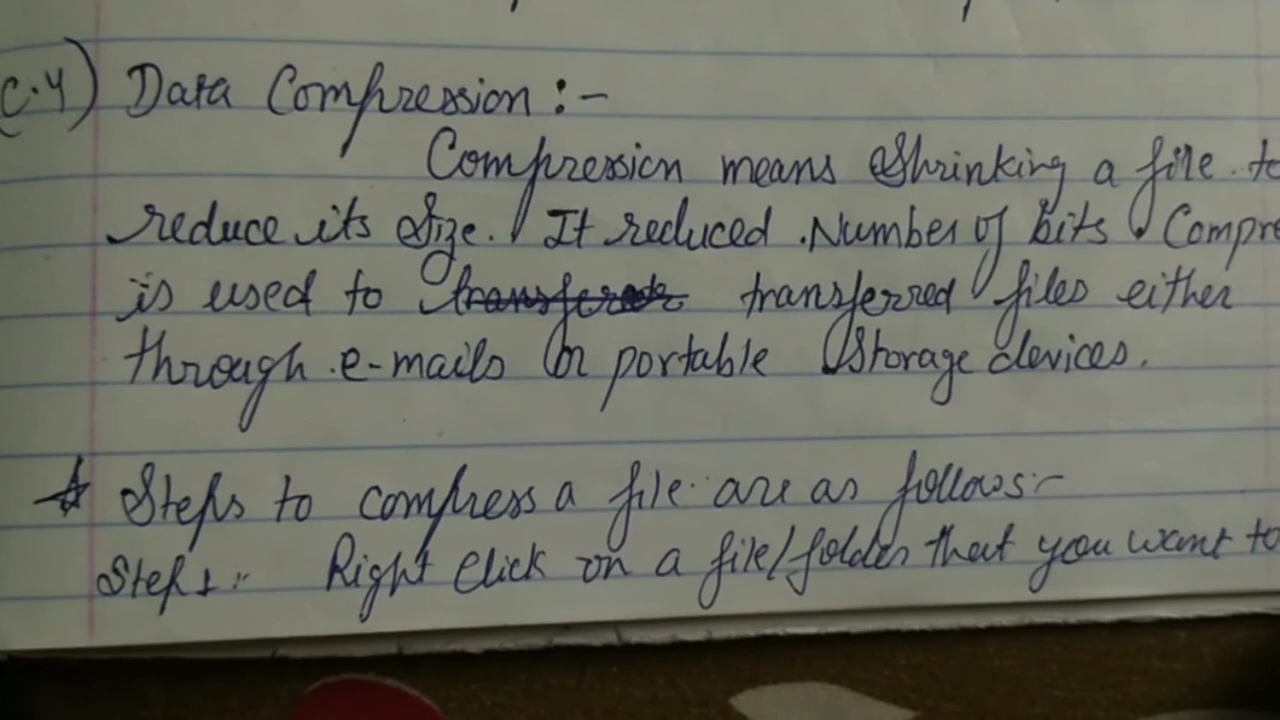 C.4) Data Compression :-
Compression means Shrinking a file to
reduce its Size. It reduced Number of bits Compre
is used to transferred files either
through e-mails or portable Storage devices.
Steps to compress a file are as follows:-
Step 1:- Right Click on a file/folder that you want to